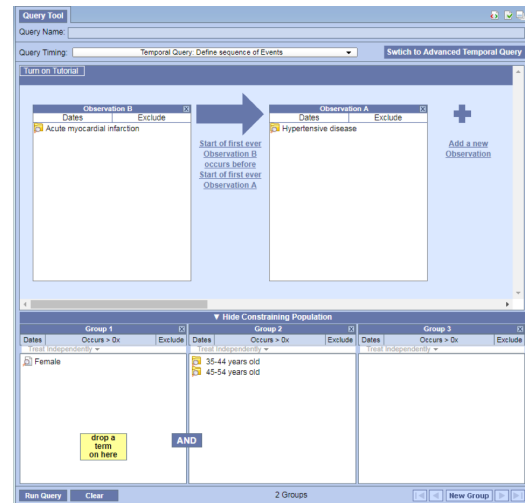 Query Tool
Query Name:
Query Timing: Temporal Query: Define sequence of Events Swtich to Advanced Temporal Query
Turn on Tutorial
Observation B
Dates Exclude
Acute myocardial infarction
Start of first ever
Observation B
occurs before
Start of first ever
Observation A
Observation A
Dates Exclude
Hypertensive disease
Add a new
Observation
▼ Hide Constraining Population
Group 1 Group 2 Group 3
Dates Occurs > 0x Exclude Dates Occurs > 0x Exclude Dates Occurs > 0x Exclude
Treat Independently Treat Independently Treat Independently
Female
35-44 years old
45-54 years old
drop a
term
on here
AND
Run Query Clear 2 Groups New Group